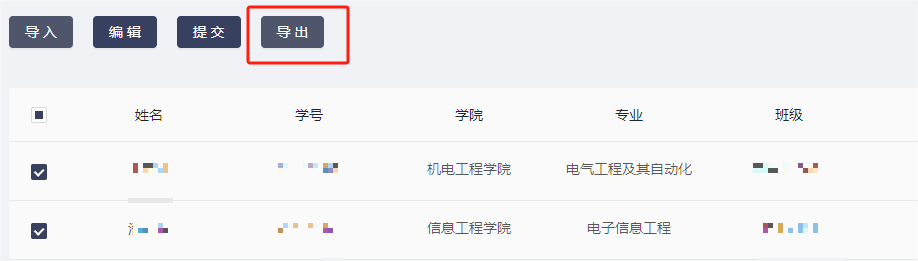 导入 编辑 提交 导出
姓名 学号 学院 专业 班级
机电工程学院 电气工程及其自动化
信息工程学院 电子信息工程